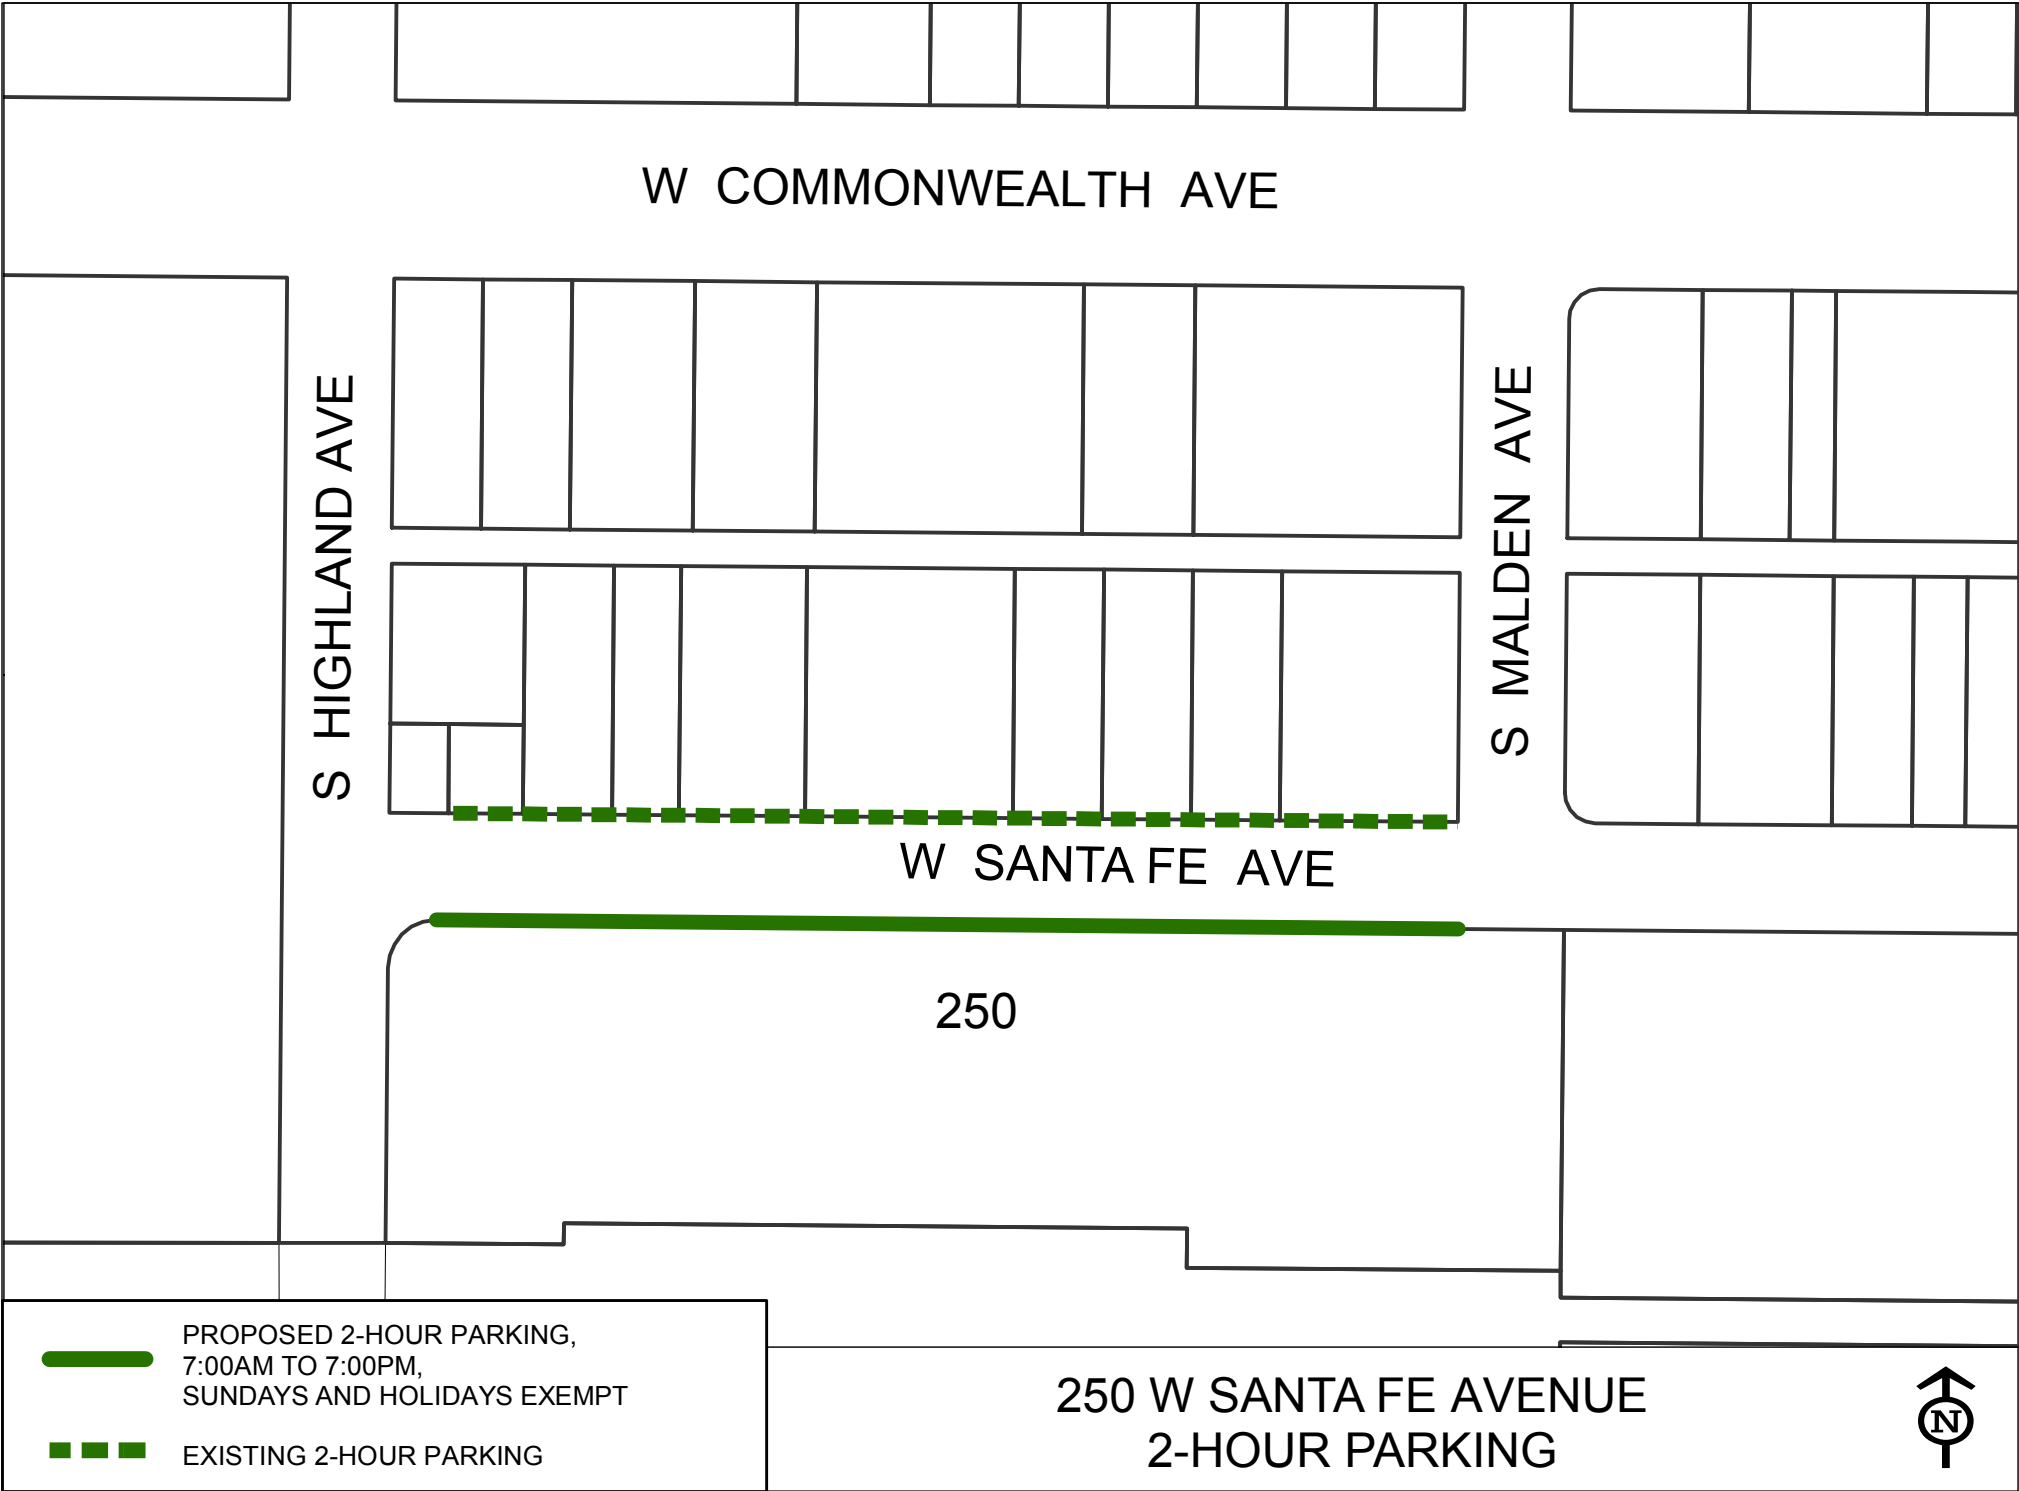 W COMMONWEALTH AVE
S HIGHLAND AVE
S MALDEN AVE
W SANTA FE AVE
250
PROPOSED 2-HOUR PARKING,
7:00AM TO 7:00PM,
SUNDAYS AND HOLIDAYS EXEMPT
EXISTING 2-HOUR PARKING
250 W SANTA FE AVENUE
2-HOUR PARKING
N